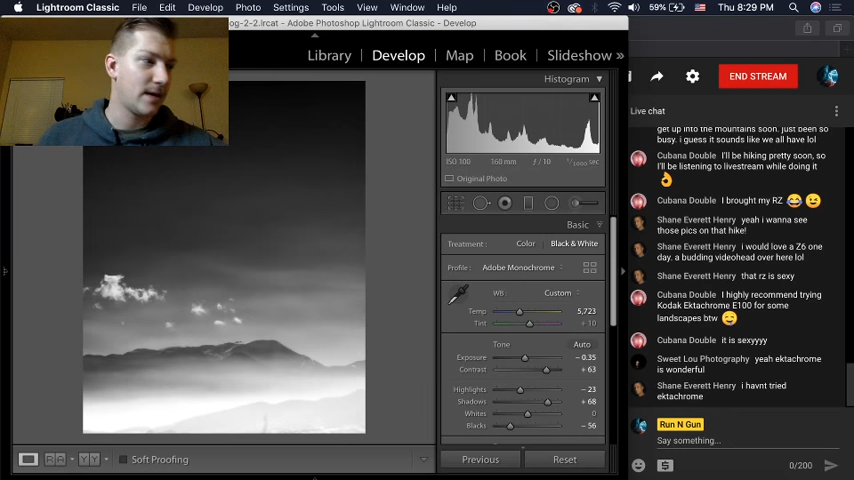 Lightroom Classic File Edit Develop Photo Settings Tools View Window Help 59% Thu 8:29 PM
og-2-2.lrcat - Adobe Photoshop Lightroom Classic - Develop
Library Develop Map Book Slideshow »
Histogram
ISO 100 160 mm ƒ / 10
Original Photo
Basic
Treatment: Color Black & White
Profile: Adobe Monochrome
WB: Custom
Temp 5,723
Tint + 10
Tone Auto
Exposure - 0.35
Contrast + 63
Highlights - 23
Shadows + 68
Whites 0
Blacks - 56
Previous Reset
RA YY Soft Proofing
END STREAM
Live chat
get up into the mountains soon. just been so
busy. i guess it sounds like we all have lol
Cubana Double I'll be hiking pretty soon, so
I'll be listening to livestream while doing it
👌
Cubana Double I brought my RZ 😂 😉
Shane Everett Henry yeah i wanna see
those pics on that hike!
Shane Everett Henry i would love a Z6 one
day. a budding videohead over here lol
Shane Everett Henry that rz is sexy
Cubana Double I highly recommend trying
Kodak Ektachrome E100 for some
landscapes btw 😊
Cubana Double it is sexyyyy
Sweet Lou Photography yeah ektachrome
is wonderful
Shane Everett Henry i havnt tried
ektachrome
Run N Gun
Say something...
0/200